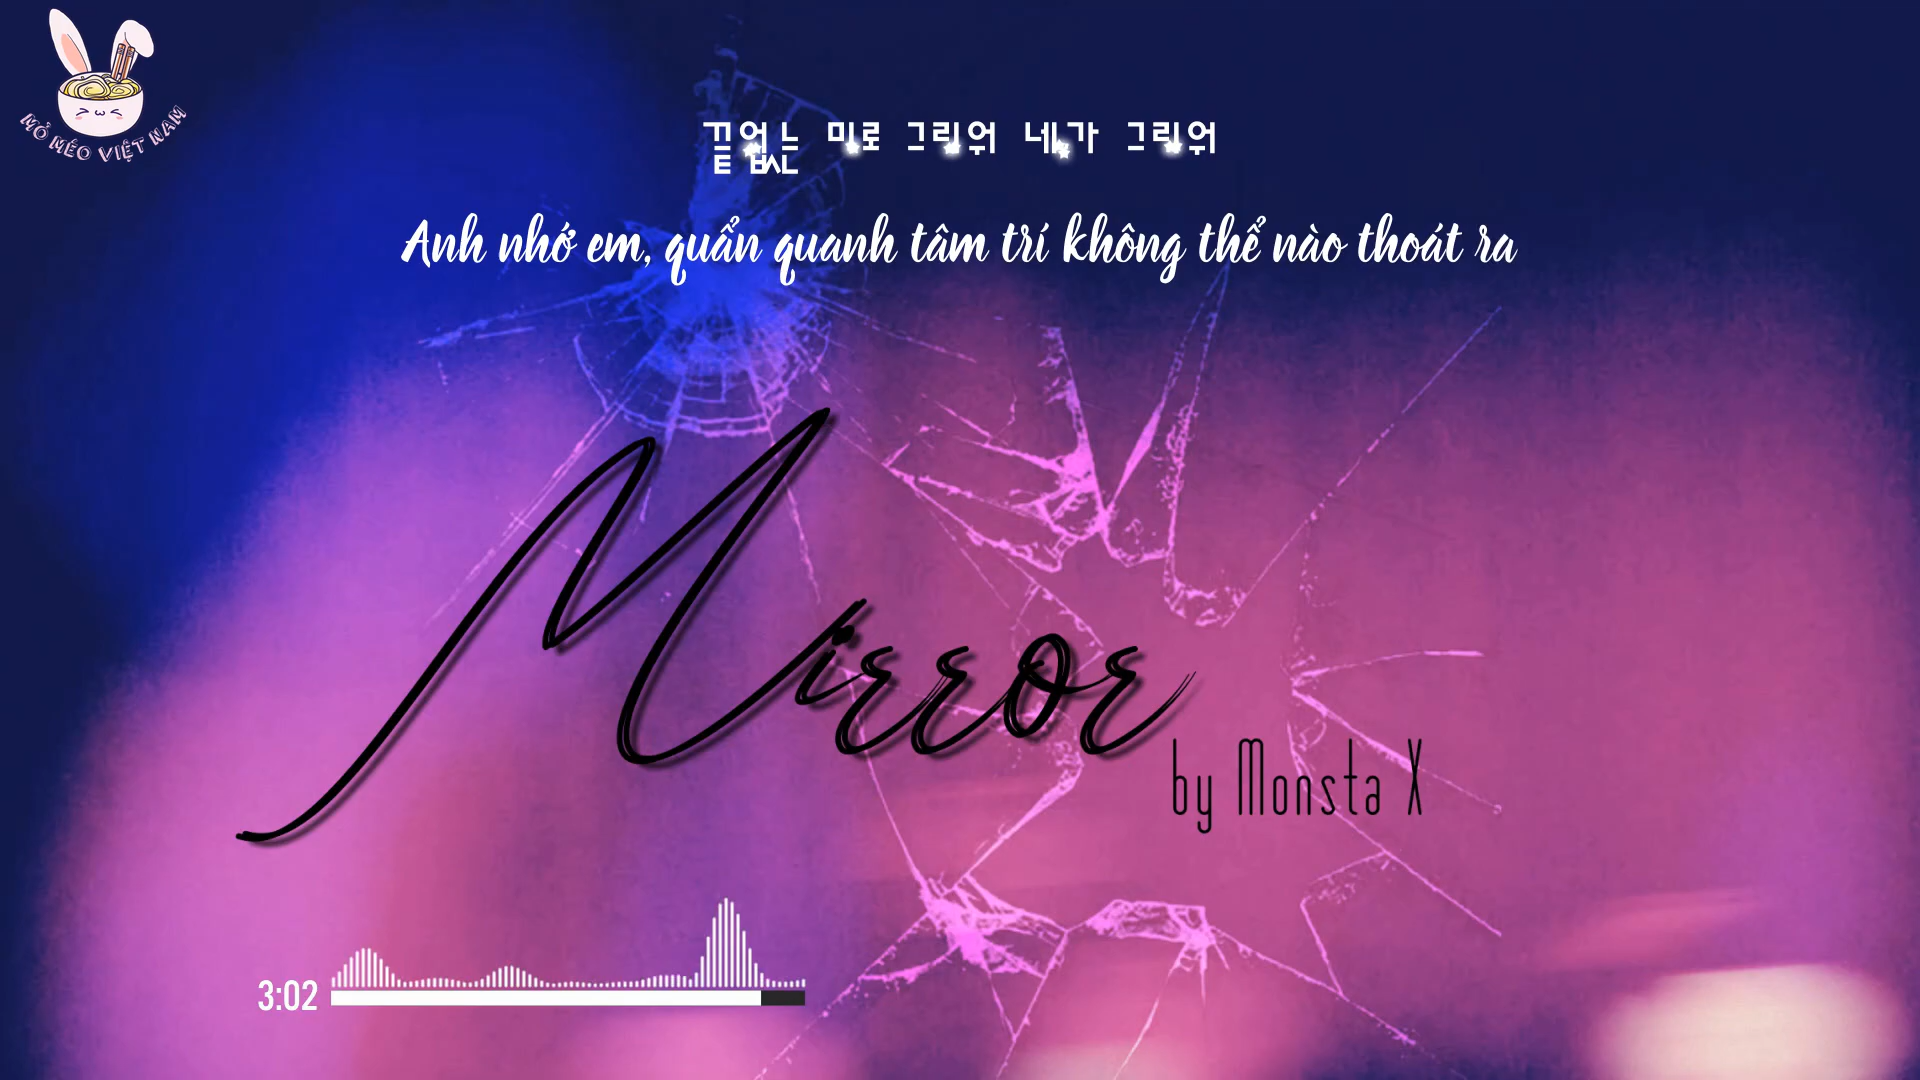 MỎ MÉO VIỆT NAM
끝없는 미로 그리워 네가 그리워
Anh nhớ em, quẩn quanh tâm trí không thể nào thoát ra
Mirror
by Monsta X
3:02